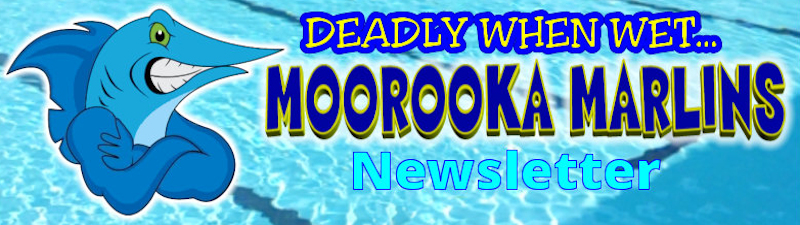 DEADLY WHEN WET...
MOOROOKA MARLINS
Newsletter